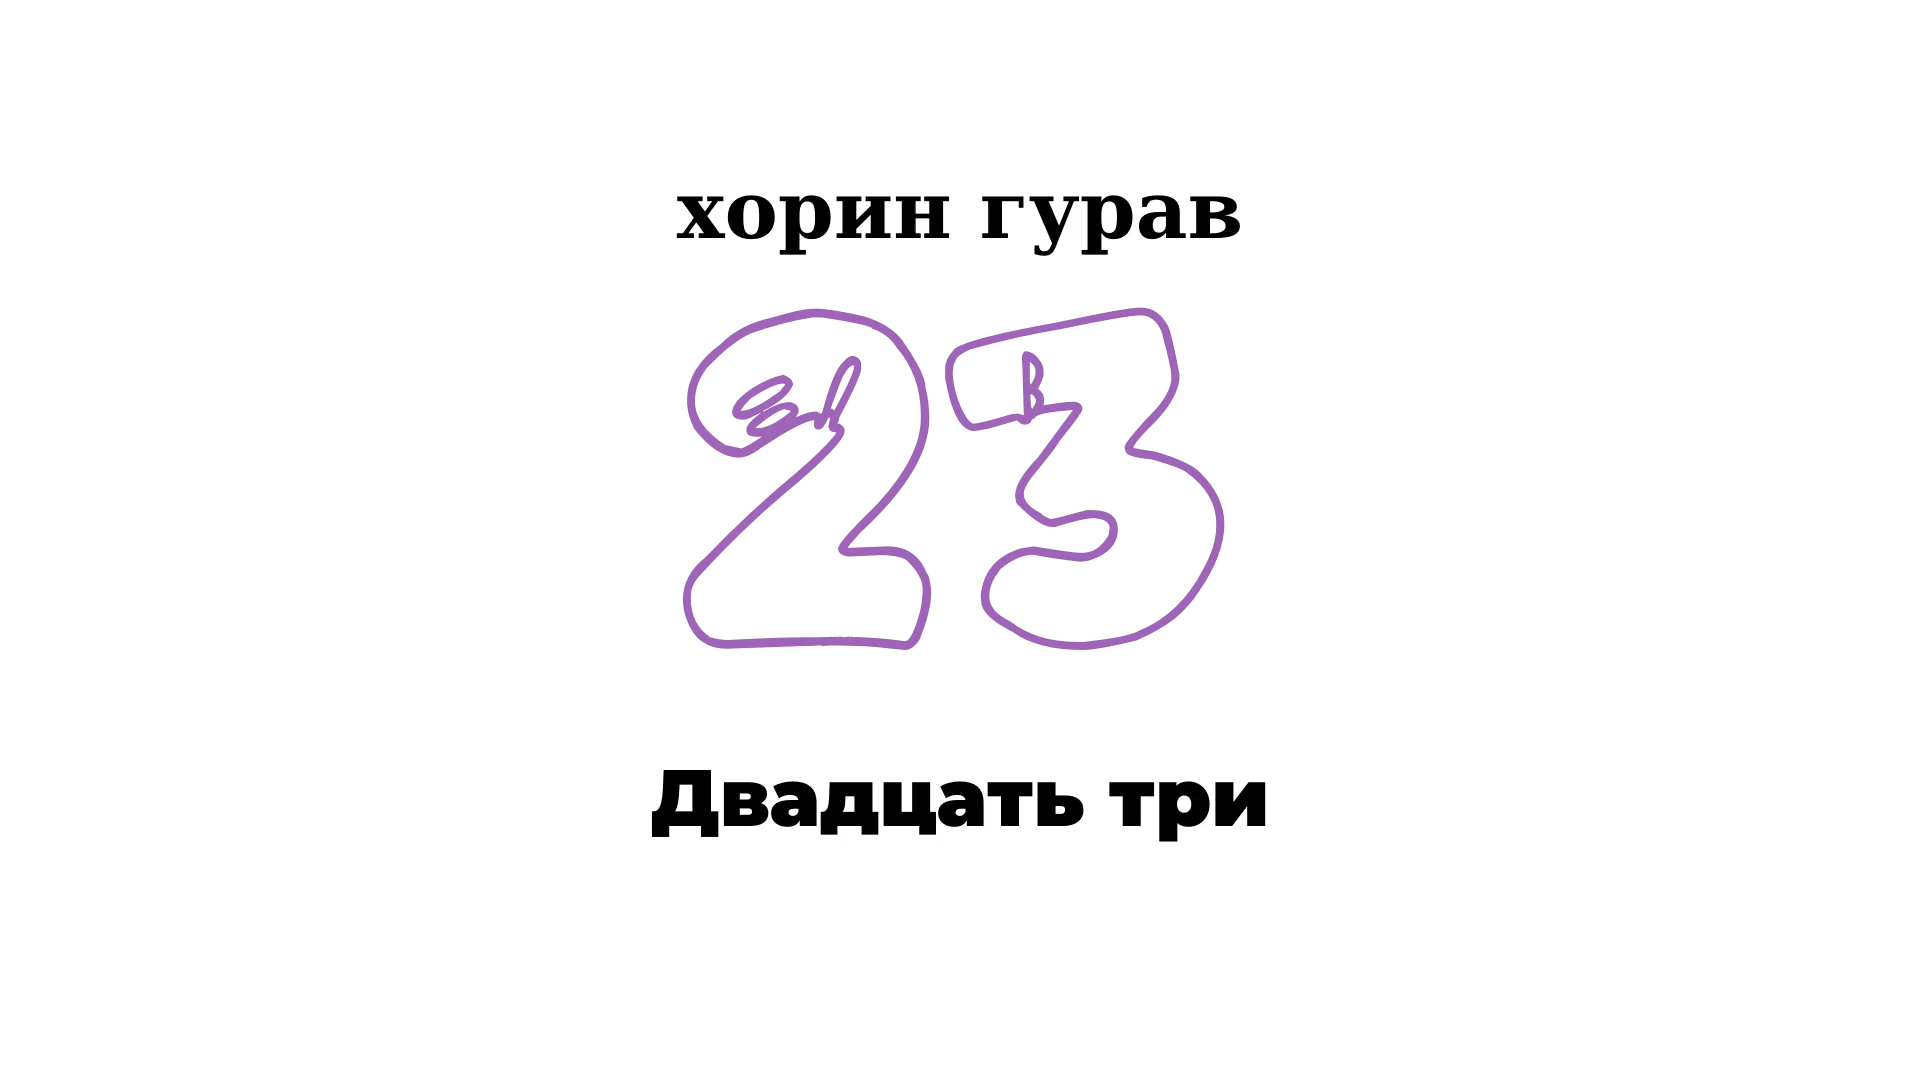 хорин гурав
23
Двадцать три